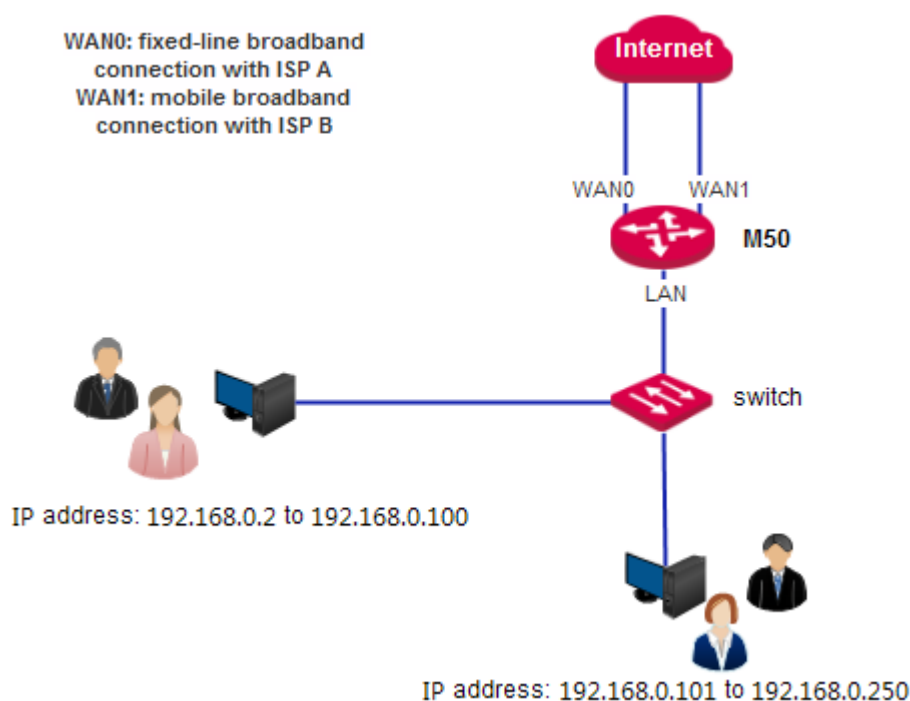 WAN0: fixed-line broadband
connection with ISP A
WAN1: mobile broadband
connection with ISP B
Internet
WAN0
WAN1
M50
LAN
switch
IP address: 192.168.0.2 to 192.168.0.100
IP address: 192.168.0.101 to 192.168.0.250